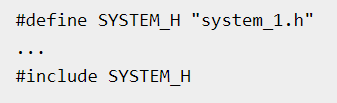 #define SYSTEM_H "system_1.h"
...
#include SYSTEM_H